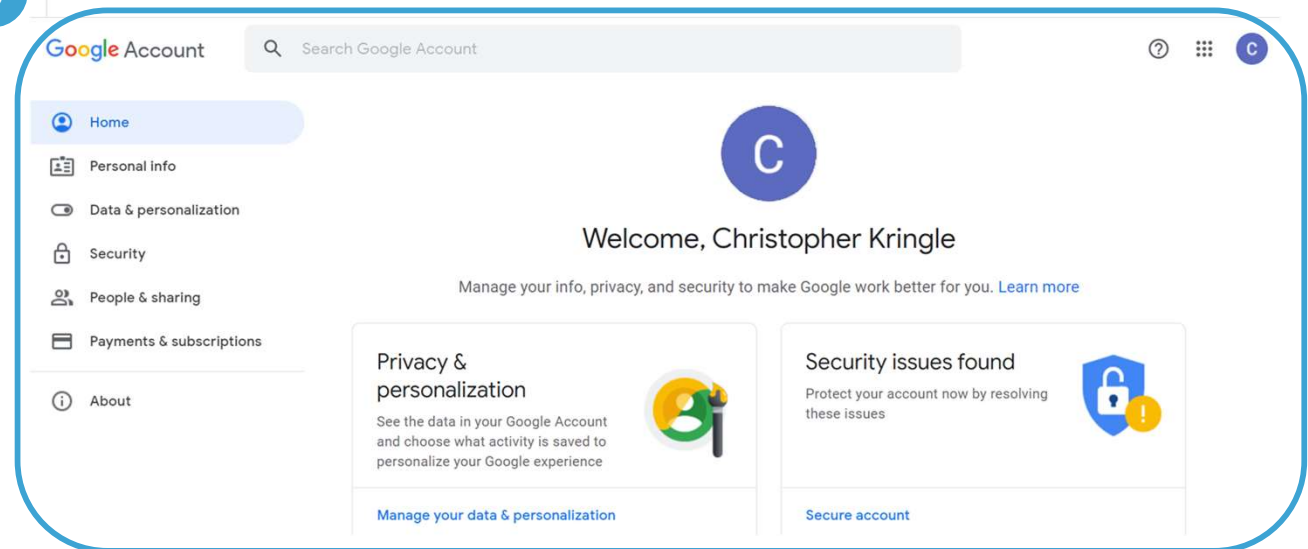 Google Account
Search Google Account
C
Home
Personal info
Data & personalization
Security
People & sharing
Payments & subscriptions
About
C
Welcome, Christopher Kringle
Manage your info, privacy, and security to make Google work better for you. Learn more
Privacy &
personalization
See the data in your Google Account
and choose what activity is saved to
personalize your Google experience
Manage your data & personalization
Security issues found
Protect your account now by resolving
these issues
Secure account